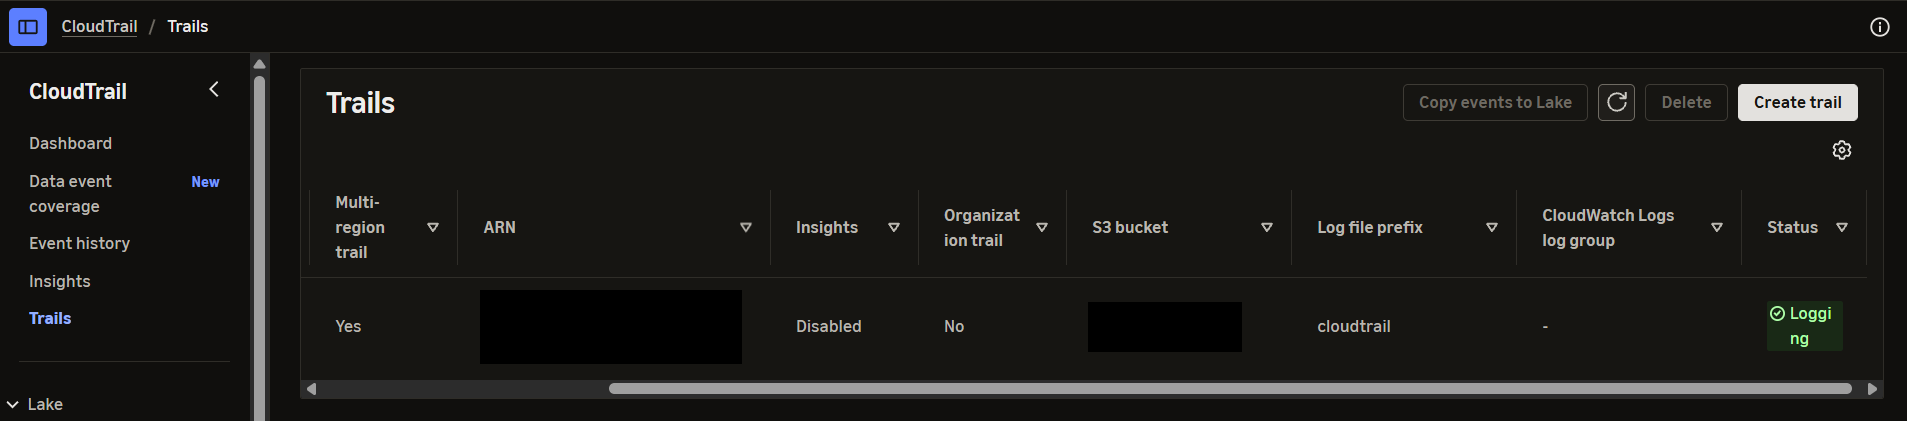 CloudTrail / Trails
CloudTrail
Dashboard
Data event
coverage
New
Event history
Insights
Trails
Lake
Trails
Copy events to Lake
Delete
Create trail
Multi-
region
trail
ARN
Insights
Organizat
ion trail
S3 bucket
Log file prefix
CloudWatch Logs
log group
Status
Yes
Disabled
No
cloudtrail
-
Loggi
ng